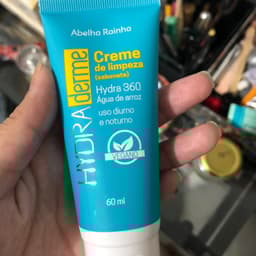 Abelha Rainha
HYDRA
derme
Creme
de limpeza
(sabonete)
Hydra 360
Água de arroz
uso diurno
e noturno
VEGANO
60 ml